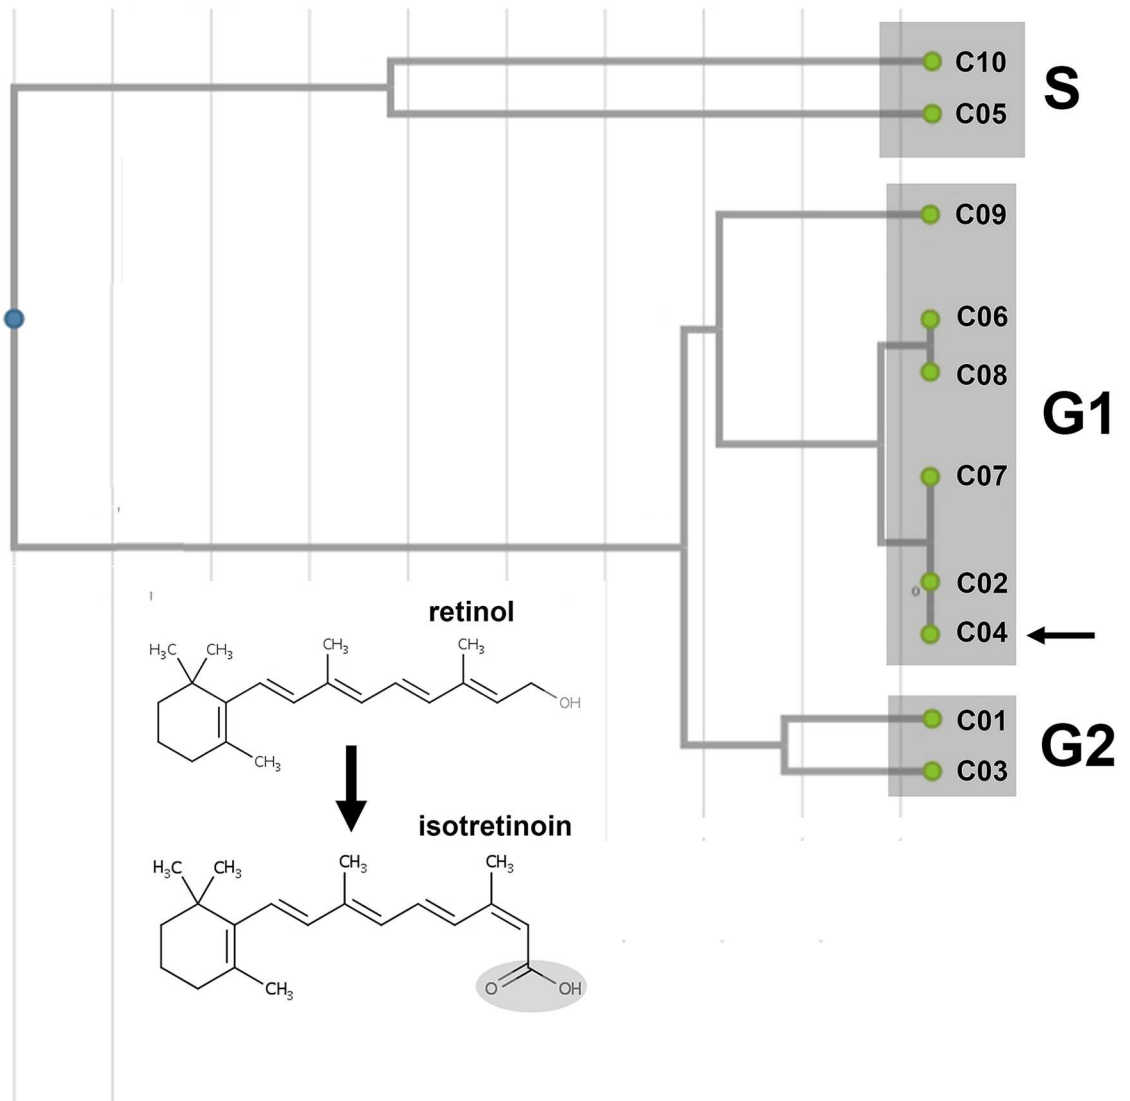 C10
S
C05
C09
C06
C08
G1
C07
C02
o
C04
retinol
CH₃
CH₃
H₃C
CH₃
OH
CH₃
C01
G2
C03
isotretinoin
CH₃
CH₃
H₃C
CH₃
O
OH
CH₃